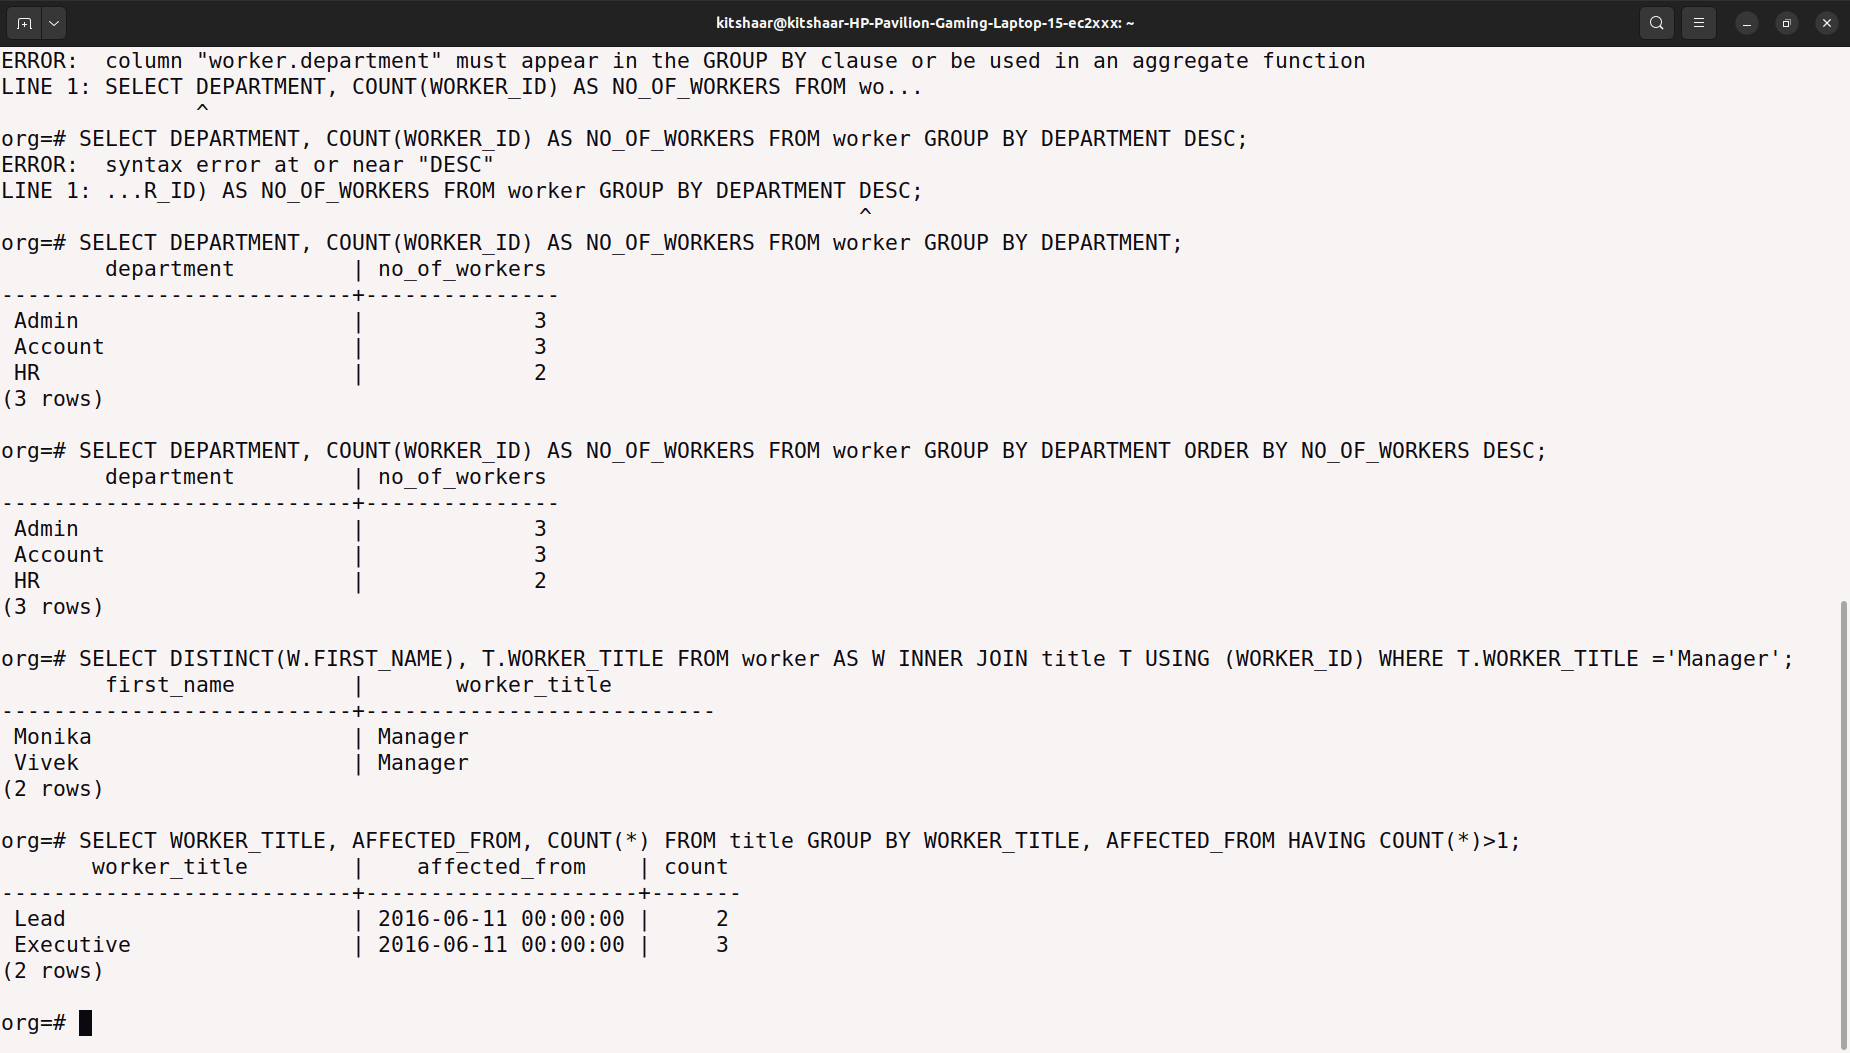 kitshaar@kitshaar-HP-Pavilion-Gaming-Laptop-15-ec2xxx: ~
ERROR:  column "worker.department" must appear in the GROUP BY clause or be used in an aggregate function
LINE 1: SELECT DEPARTMENT, COUNT(WORKER_ID) AS NO_OF_WORKERS FROM wo...
               ^
org=# SELECT DEPARTMENT, COUNT(WORKER_ID) AS NO_OF_WORKERS FROM worker GROUP BY DEPARTMENT DESC;
ERROR:  syntax error at or near "DESC"
LINE 1: ...R_ID) AS NO_OF_WORKERS FROM worker GROUP BY DEPARTMENT DESC;
                                                                  ^
org=# SELECT DEPARTMENT, COUNT(WORKER_ID) AS NO_OF_WORKERS FROM worker GROUP BY DEPARTMENT;
        department         | no_of_workers
---------------------------+---------------
 Admin                     |             3
 Account                   |             3
 HR                        |             2
(3 rows)

org=# SELECT DEPARTMENT, COUNT(WORKER_ID) AS NO_OF_WORKERS FROM worker GROUP BY DEPARTMENT ORDER BY NO_OF_WORKERS DESC;
        department         | no_of_workers
---------------------------+---------------
 Admin                     |             3
 Account                   |             3
 HR                        |             2
(3 rows)

org=# SELECT DISTINCT(W.FIRST_NAME), T.WORKER_TITLE FROM worker AS W INNER JOIN title T USING (WORKER_ID) WHERE T.WORKER_TITLE ='Manager';
        first_name         |       worker_title
---------------------------+---------------------------
 Monika                    | Manager
 Vivek                     | Manager
(2 rows)

org=# SELECT WORKER_TITLE, AFFECTED_FROM, COUNT(*) FROM title GROUP BY WORKER_TITLE, AFFECTED_FROM HAVING COUNT(*)>1;
       worker_title        |    affected_from    | count
---------------------------+---------------------+-------
 Lead                      | 2016-06-11 00:00:00 |     2
 Executive                 | 2016-06-11 00:00:00 |     3
(2 rows)

org=#